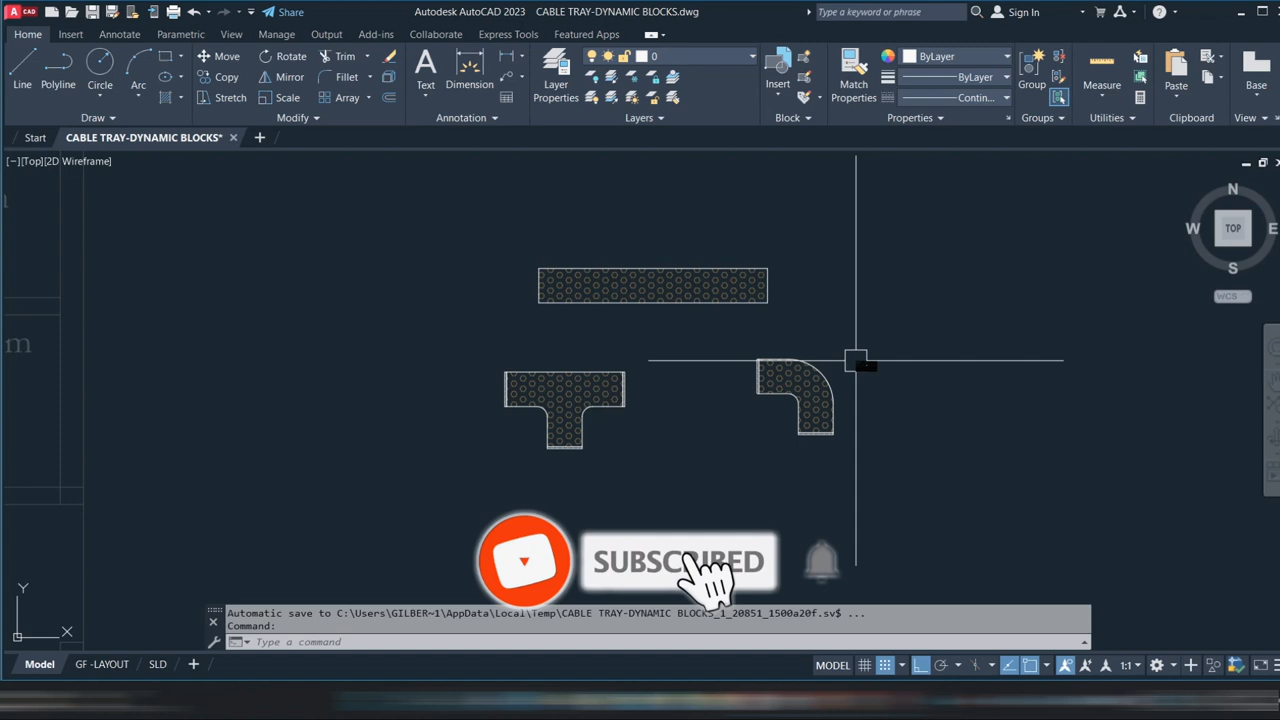 A CAD Share Autodesk AutoCAD 2023 CABLE TRAY-DYNAMIC BLOCKS.dwg Type a keyword or phrase Sign In
Home Insert Annotate Parametric View Manage Output Add-ins Collaborate Express Tools Featured Apps
Line Polyline Circle Arc
Move Rotate Trim
Copy Mirror Fillet
Stretch Scale Array
Text Dimension
Layer Properties
0
Insert
Match Properties
ByLayer
ByLayer
Contin...
Group
Measure
Paste
Base
Draw Modify Annotation Layers Block Properties Groups Utilities Clipboard View
Start CABLE TRAY-DYNAMIC BLOCKS*
[−][Top][2D Wireframe]
N
W TOP E
S
WCS
m
SUBSCRIBED
Y
X
Automatic save to C:\Users\GILBER~1\AppData\Local\Temp\CABLE TRAY-DYNAMIC BLOCKS_1_20851_1500a20f.sv$ ...
Command:
Type a command
Model GF -LAYOUT SLD MODEL 1:1